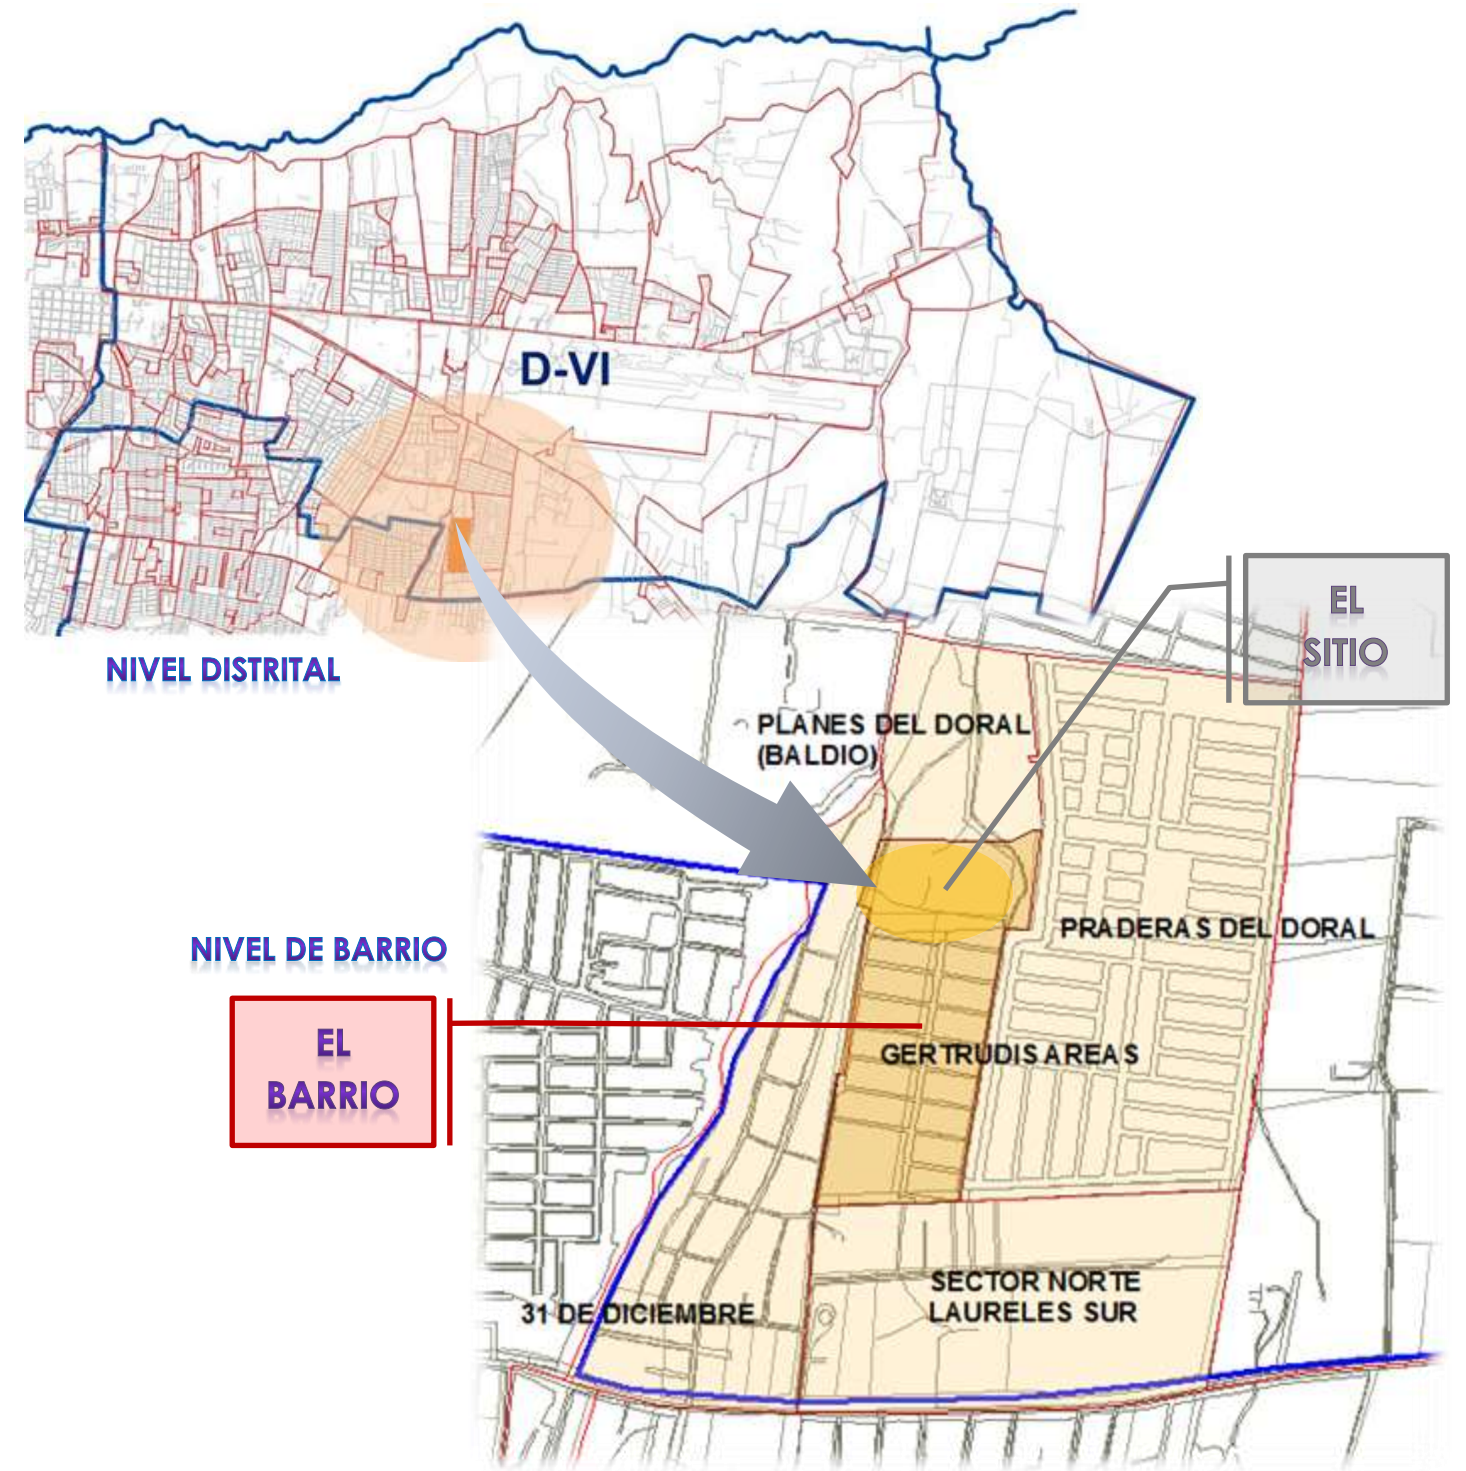 D-VI
EL
SITIO
NIVEL DISTRITAL
PLANES DEL DORAL
(BALDIO)
PRADERAS DEL DORAL
NIVEL DE BARRIO
EL
BARRIO
GERTRUDIS AREAS
SECTOR NORTE
LAURELES SUR
31 DE DICIEMBRE